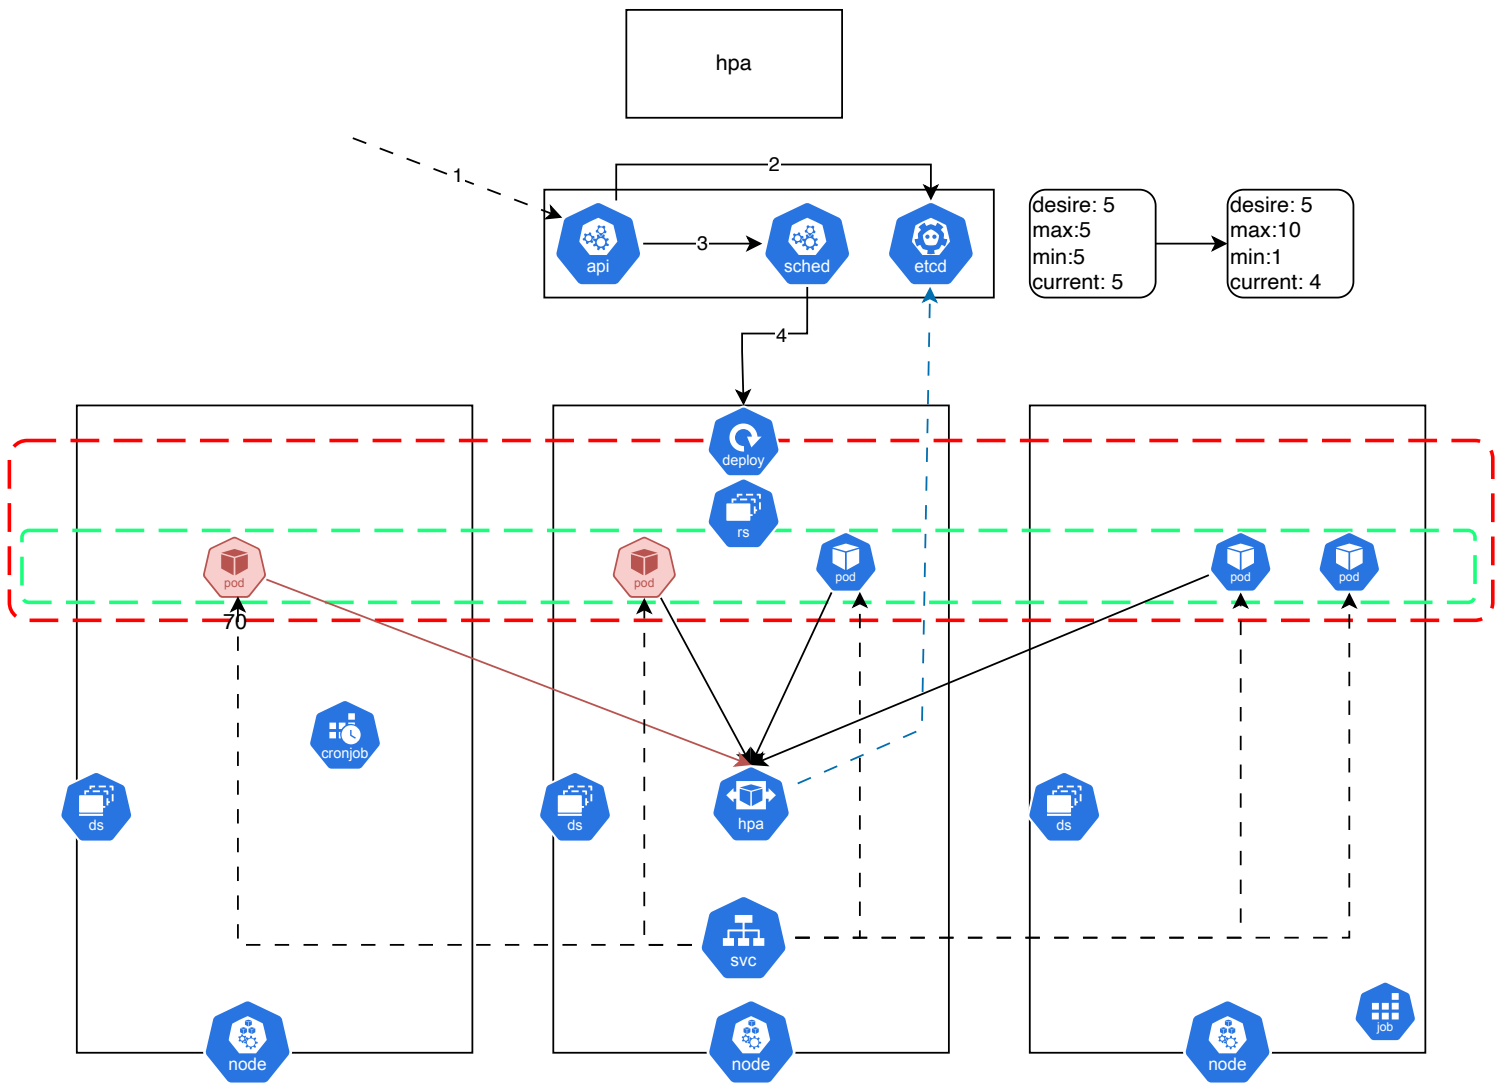 hpa
1
2
api
3
sched
etcd
desire: 5
max:5
min:5
current: 5
desire: 5
max:10
min:1
current: 4
4
deploy
rs
pod
pod
pod
pod
pod
70
cronjob
ds
ds
hpa
ds
svc
job
node
node
node